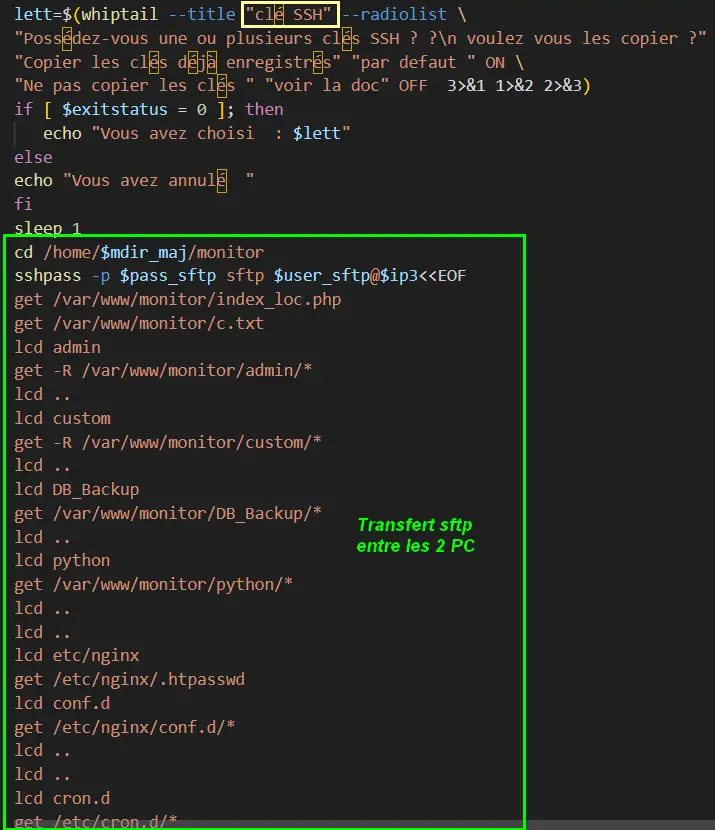 lett=$(whiptail --title "clé SSH" --radiolist \
"Possédez-vous une ou plusieurs clés SSH ? ?\n voulez vous les copier ?"
"Copier les clés déjà enregistrés" "par defaut " ON \
"Ne pas copier les clés " "voir la doc" OFF  3>&1 1>&2 2>&3)
if [ $exitstatus = 0 ]; then
   echo "Vous avez choisi  : $lett"
else
echo "Vous avez annulé  "
fi
sleep 1
cd /home/$mdir_maj/monitor
sshpass -p $pass_sftp sftp $user_sftp@$ip3<<EOF
get /var/www/monitor/index_loc.php
get /var/www/monitor/c.txt
lcd admin
get -R /var/www/monitor/admin/*
lcd ..
lcd custom
get -R /var/www/monitor/custom/*
lcd ..
lcd DB_Backup
get /var/www/monitor/DB_Backup/*
lcd ..
lcd python
get /var/www/monitor/python/*
lcd ..
lcd ..
lcd etc/nginx
get /etc/nginx/.htpasswd
lcd conf.d
get /etc/nginx/conf.d/*
lcd ..
lcd ..
lcd cron.d
get /etc/cron.d/*
Transfert sftp
entre les 2 PC